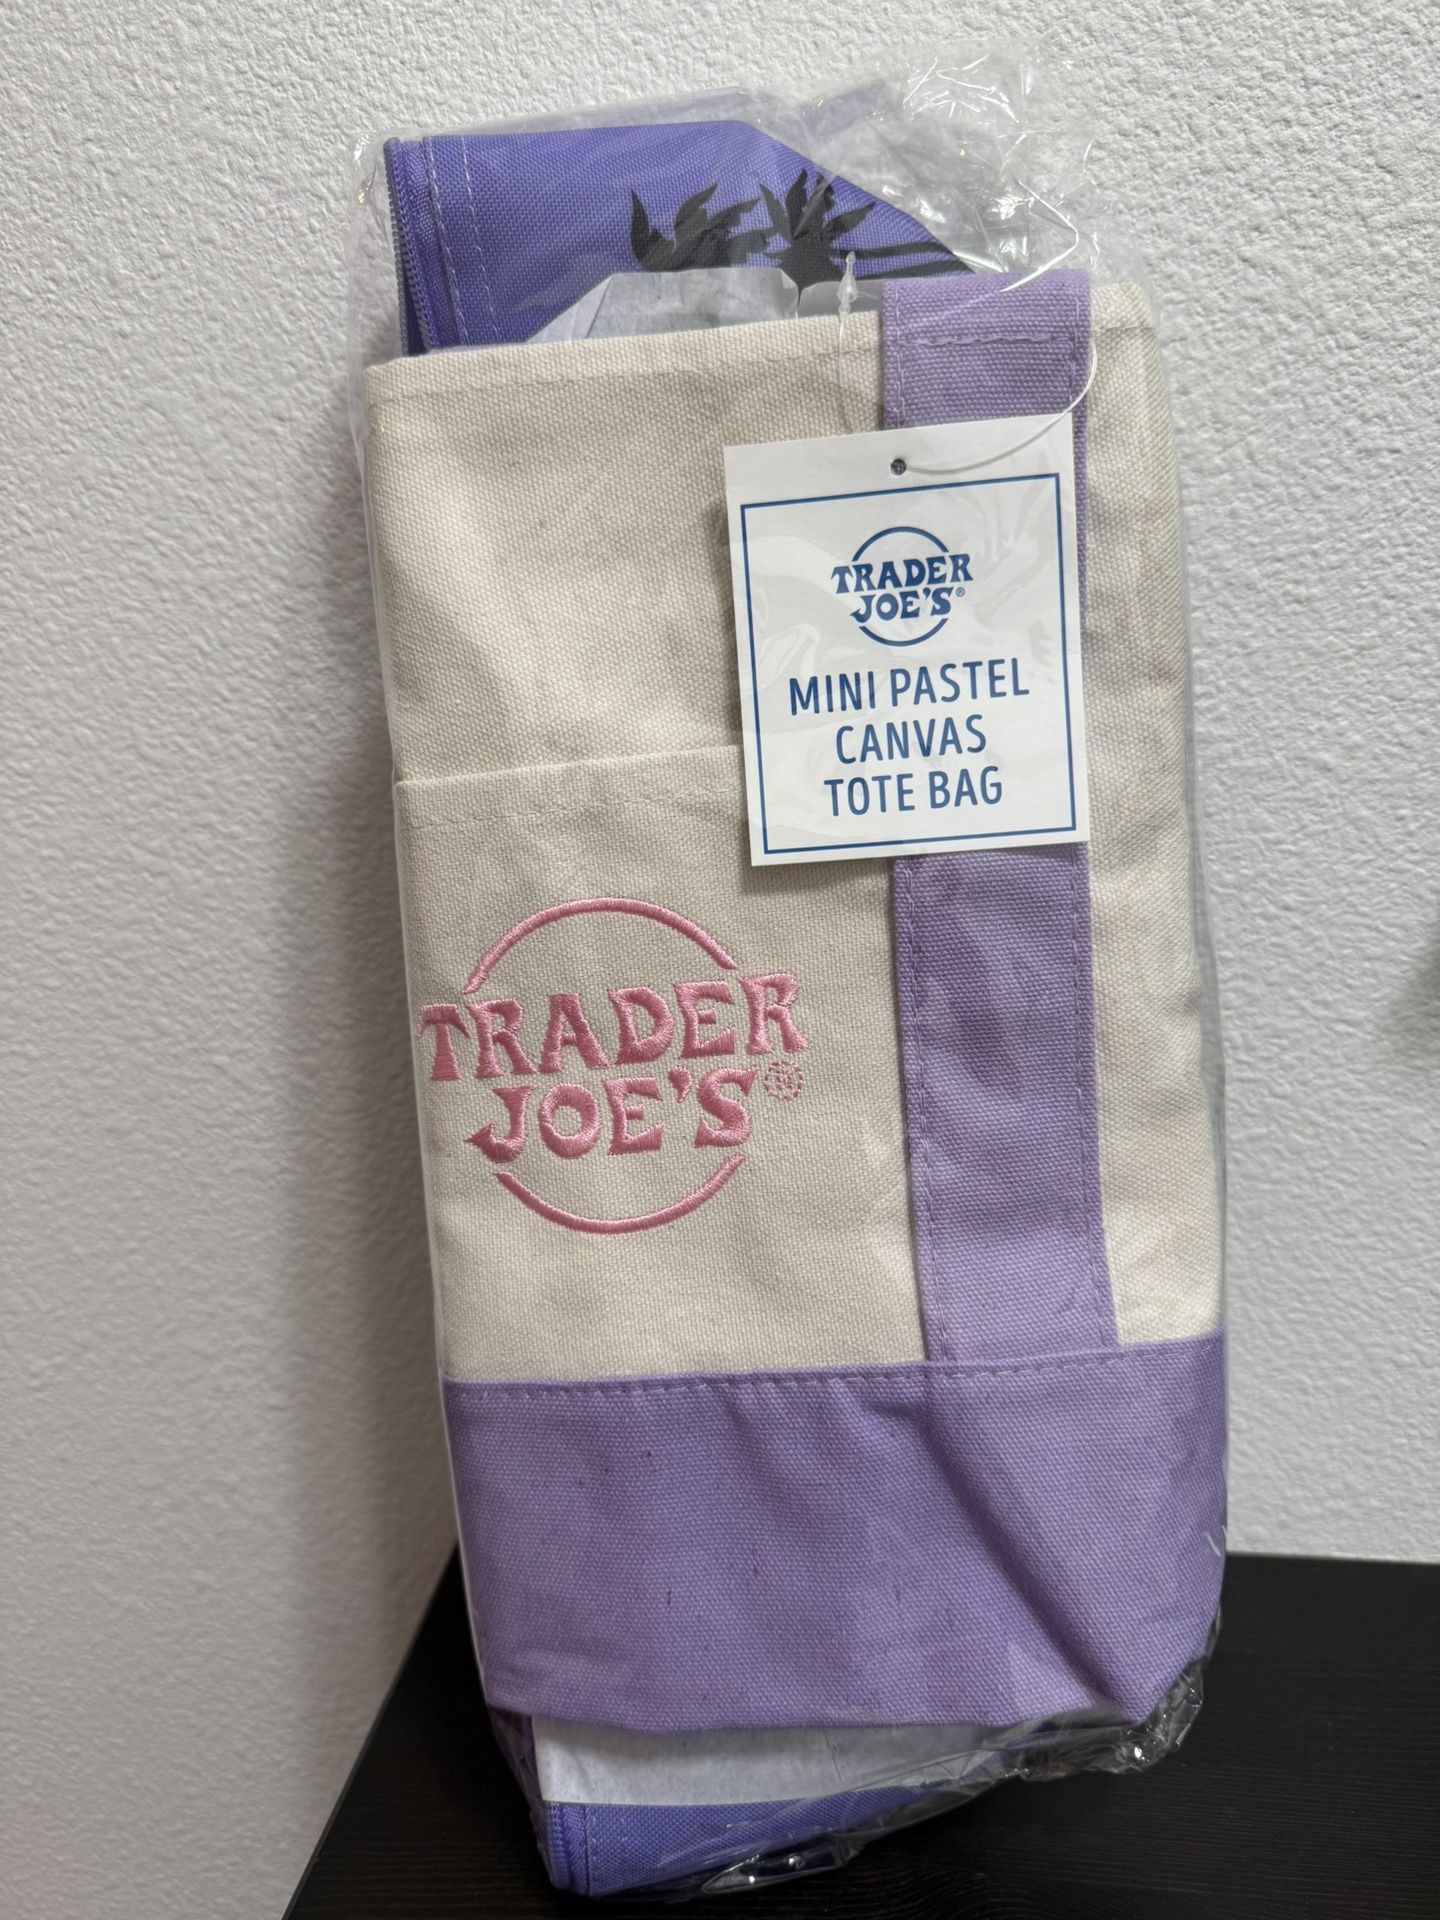 TRADER
JOE'S®
MINI PASTEL
CANVAS
TOTE BAG
TRADER
JOE'S®